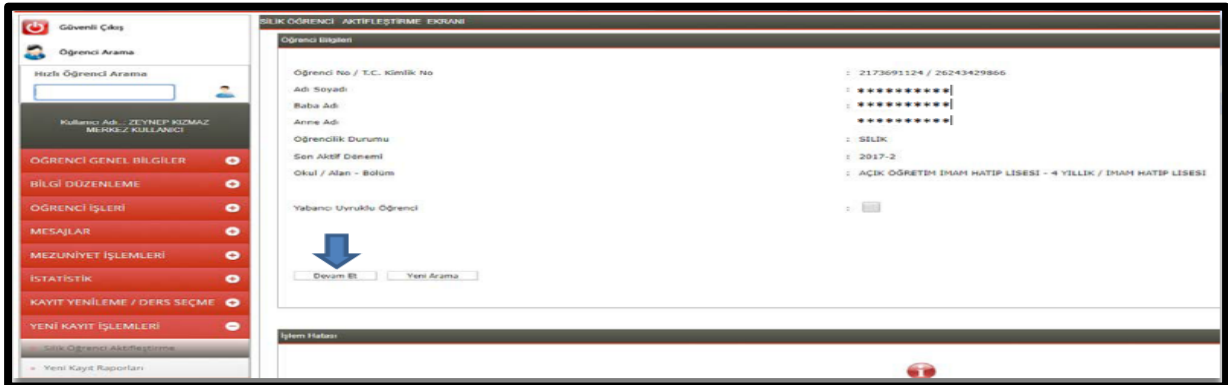 Güvenli Çıkış
Öğrenci Arama
Hızlı Öğrenci Arama
Kullanıcı Adı.: ZEYNEP KIZMAZ
MERKEZ KULLANICI
ÖĞRENCİ GENEL BİLGİLER
BİLGİ DÜZENLEME
ÖĞRENCİ İŞLERİ
MESAJLAR
MEZUNİYET İŞLEMLERİ
İSTATİSTİK
KAYIT YENİLEME / DERS SEÇME
YENİ KAYIT İŞLEMLERİ
Silik Öğrenci Aktifleştirme
Yeni Kayıt Raporları
SİLİK ÖĞRENCİ AKTİFLEŞTİRME EKRANI
Öğrenci Bilgileri
Öğrenci No / T.C. Kimlik No : 2173691124 / 26243429866
Adı Soyadı : **********
Baba Adı : **********
Anne Adı **********
Öğrencilik Durumu : SİLİK
Son Aktif Dönemi : 2017-2
Okul / Alan - Bölüm : AÇIK ÖĞRETİM İMAM HATİP LİSESİ - 4 YILLIK / İMAM HATİP LİSESİ
Yabancı Uyruklu Öğrenci :
Devam Et Yeni Arama
İşlem Hatası